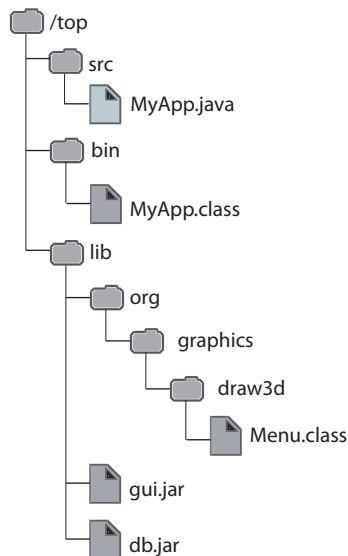 /top
src
MyApp.java
bin
MyApp.class
lib
org
graphics
draw3d
Menu.class
gui.jar
db.jar